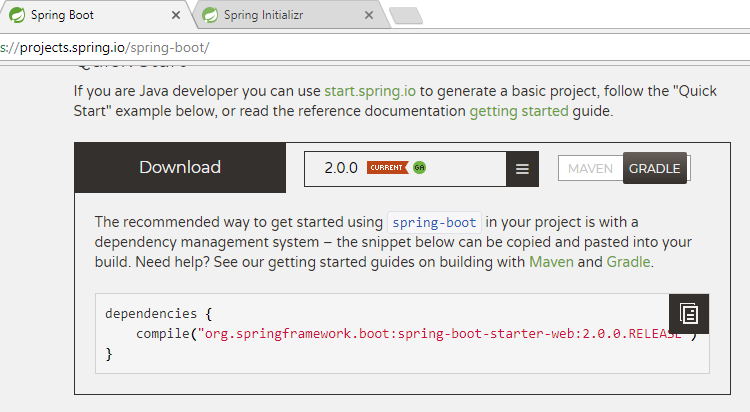 Spring Boot
Spring Initializr
s://projects.spring.io/spring-boot/
Quick Start
If you are Java developer you can use start.spring.io to generate a basic project, follow the "Quick
Start" example below, or read the reference documentation getting started guide.
Download
2.0.0 CURRENT GA
MAVEN GRADLE
The recommended way to get started using spring-boot in your project is with a
dependency management system – the snippet below can be copied and pasted into your
build. Need help? See our getting started guides on building with Maven and Gradle.
dependencies {
    compile("org.springframework.boot:spring-boot-starter-web:2.0.0.RELEASE")
}